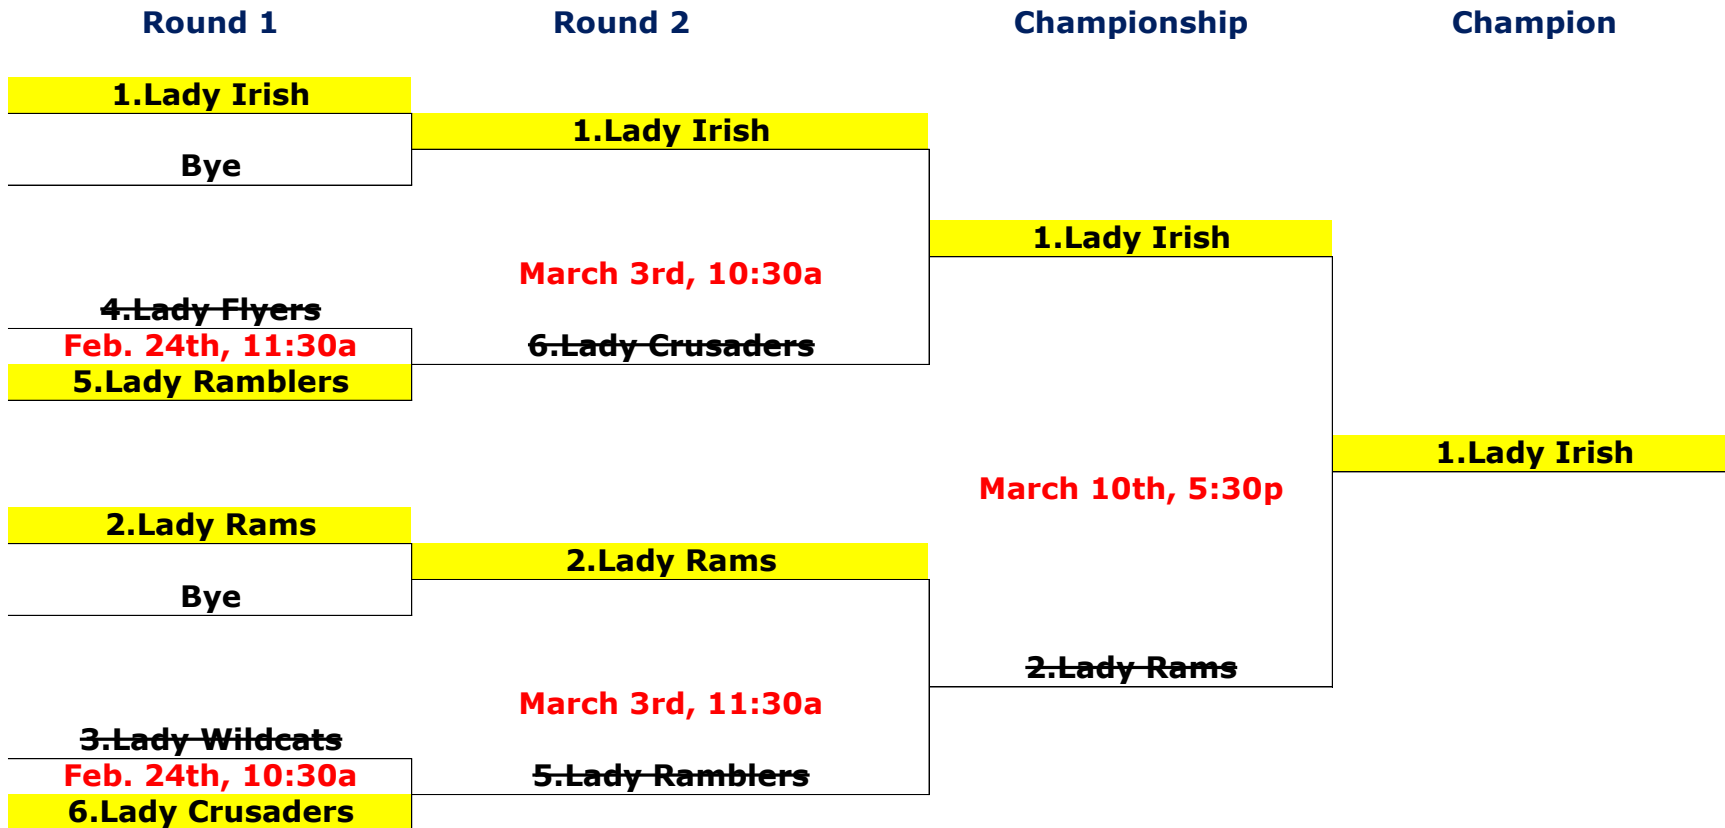 Round 1 Round 2 Championship Champion
1.Lady Irish
1.Lady Irish
Bye
1.Lady Irish
March 3rd, 10:30a
4.Lady Flyers
Feb. 24th, 11:30a 6.Lady Crusaders
5.Lady Ramblers
1.Lady Irish
March 10th, 5:30p
2.Lady Rams
2.Lady Rams
Bye
2.Lady Rams
March 3rd, 11:30a
3.Lady Wildcats
Feb. 24th, 10:30a 5.Lady Ramblers
6.Lady Crusaders